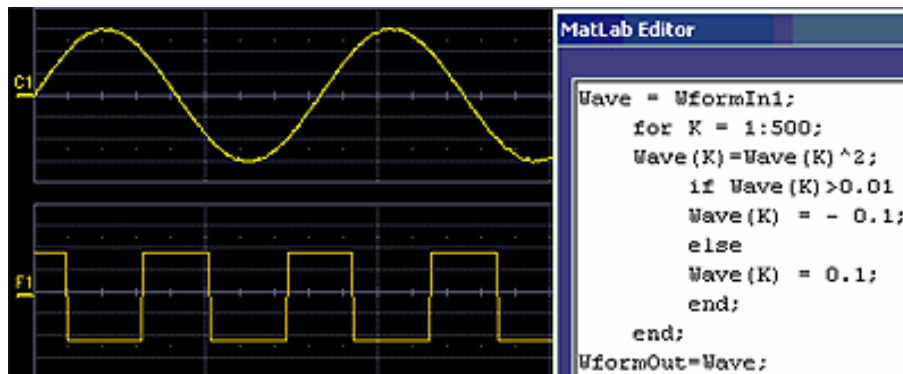 C1
F1
MatLab Editor
Wave = WformIn1;
for K = 1:500;
Wave(K)=Wave(K)^2;
if Wave(K)>0.01
Wave(K) = - 0.1;
else
Wave(K) = 0.1;
end;
end;
WformOut=Wave;